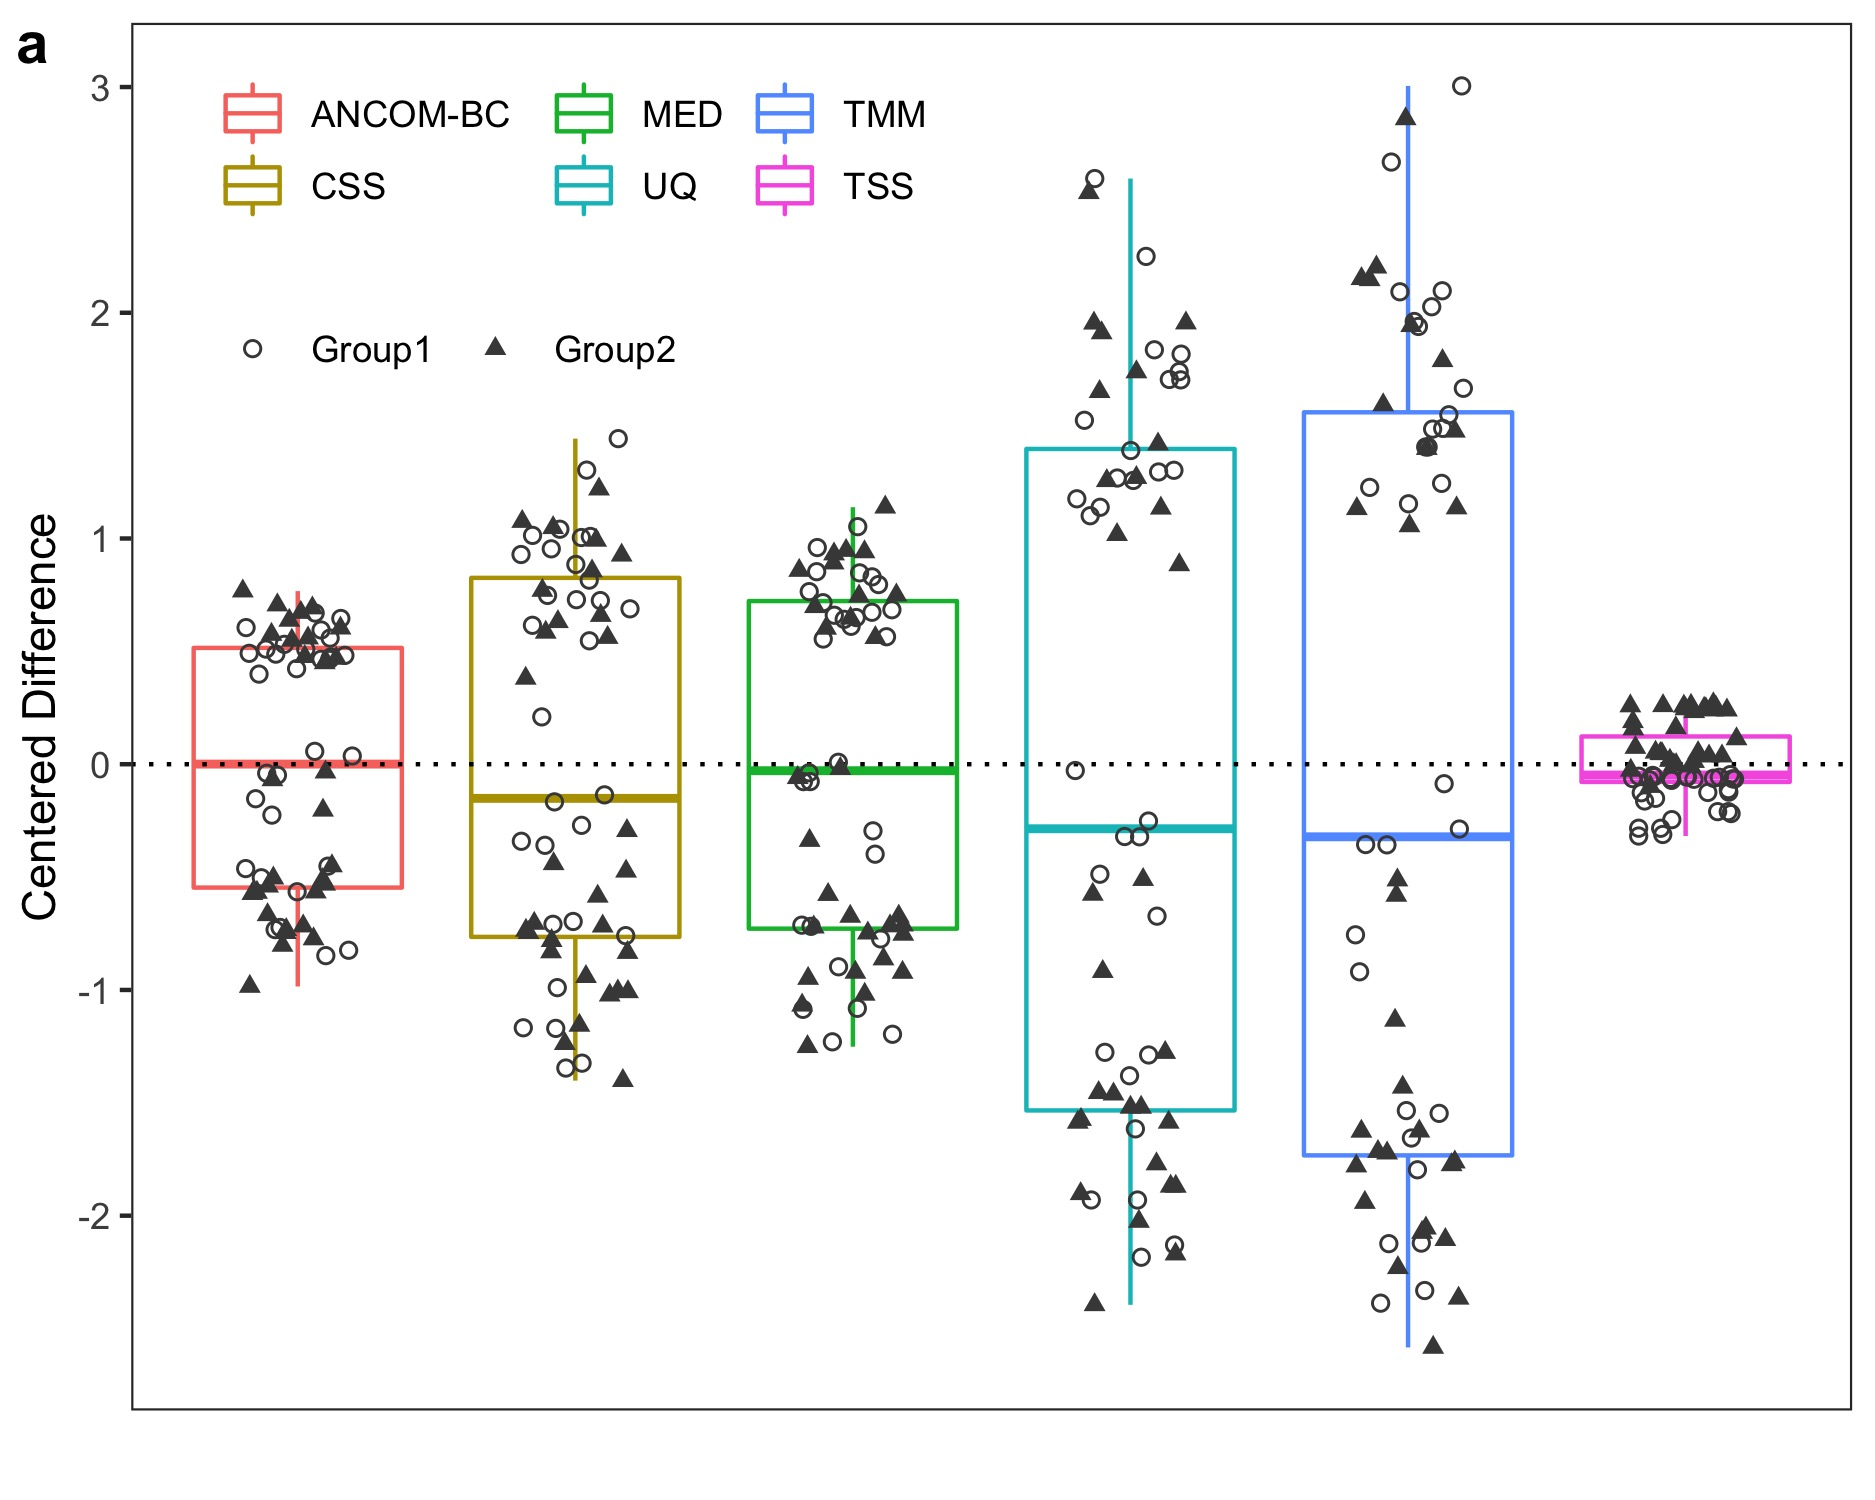 a
3
ANCOM-BC MED TMM
CSS UQ TSS
2
Group1 Group2
1
Centered Difference
0
-1
-2